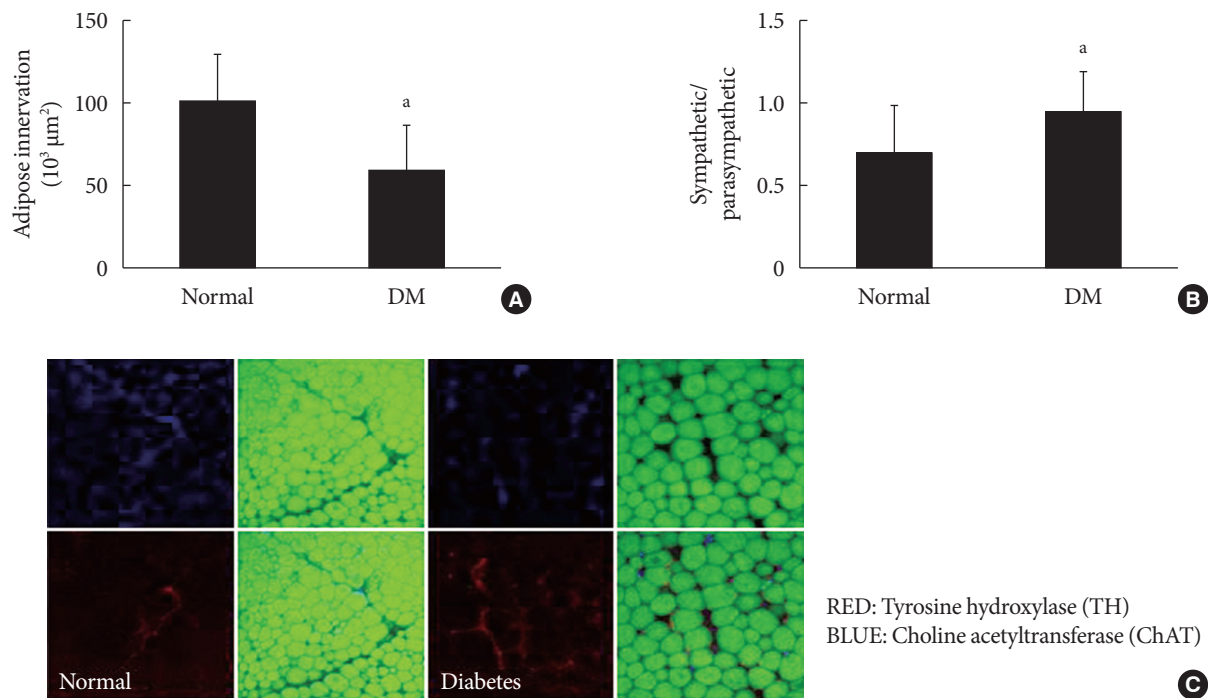 Adipose innervation
(10³ μm²)
150
100
50
0
a
Normal DM
A
Sympathetic/
parasympathetic
1.5
1.0
0.5
0
a
Normal DM
B
Normal
Diabetes
RED: Tyrosine hydroxylase (TH)
BLUE: Choline acetyltransferase (ChAT)
C